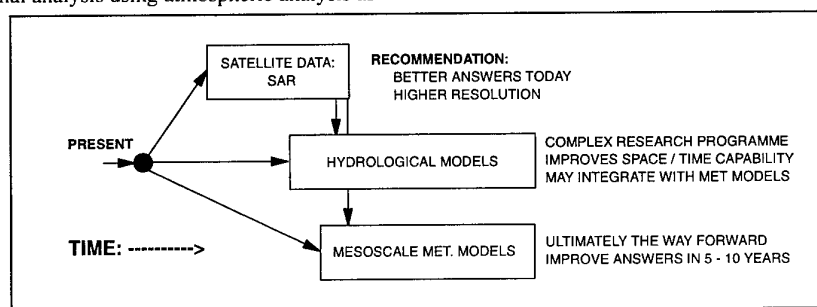 nal analysis using atmospheric analysis
SATELLITE DATA:
SAR
RECOMMENDATION:
BETTER ANSWERS TODAY
HIGHER RESOLUTION
PRESENT
HYDROLOGICAL MODELS
COMPLEX RESEARCH PROGRAMME
IMPROVES SPACE / TIME CAPABILITY
MAY INTEGRATE WITH MET MODELS
TIME: ---------->
MESOSCALE MET. MODELS
ULTIMATELY THE WAY FORWARD
IMPROVE ANSWERS IN 5 - 10 YEARS